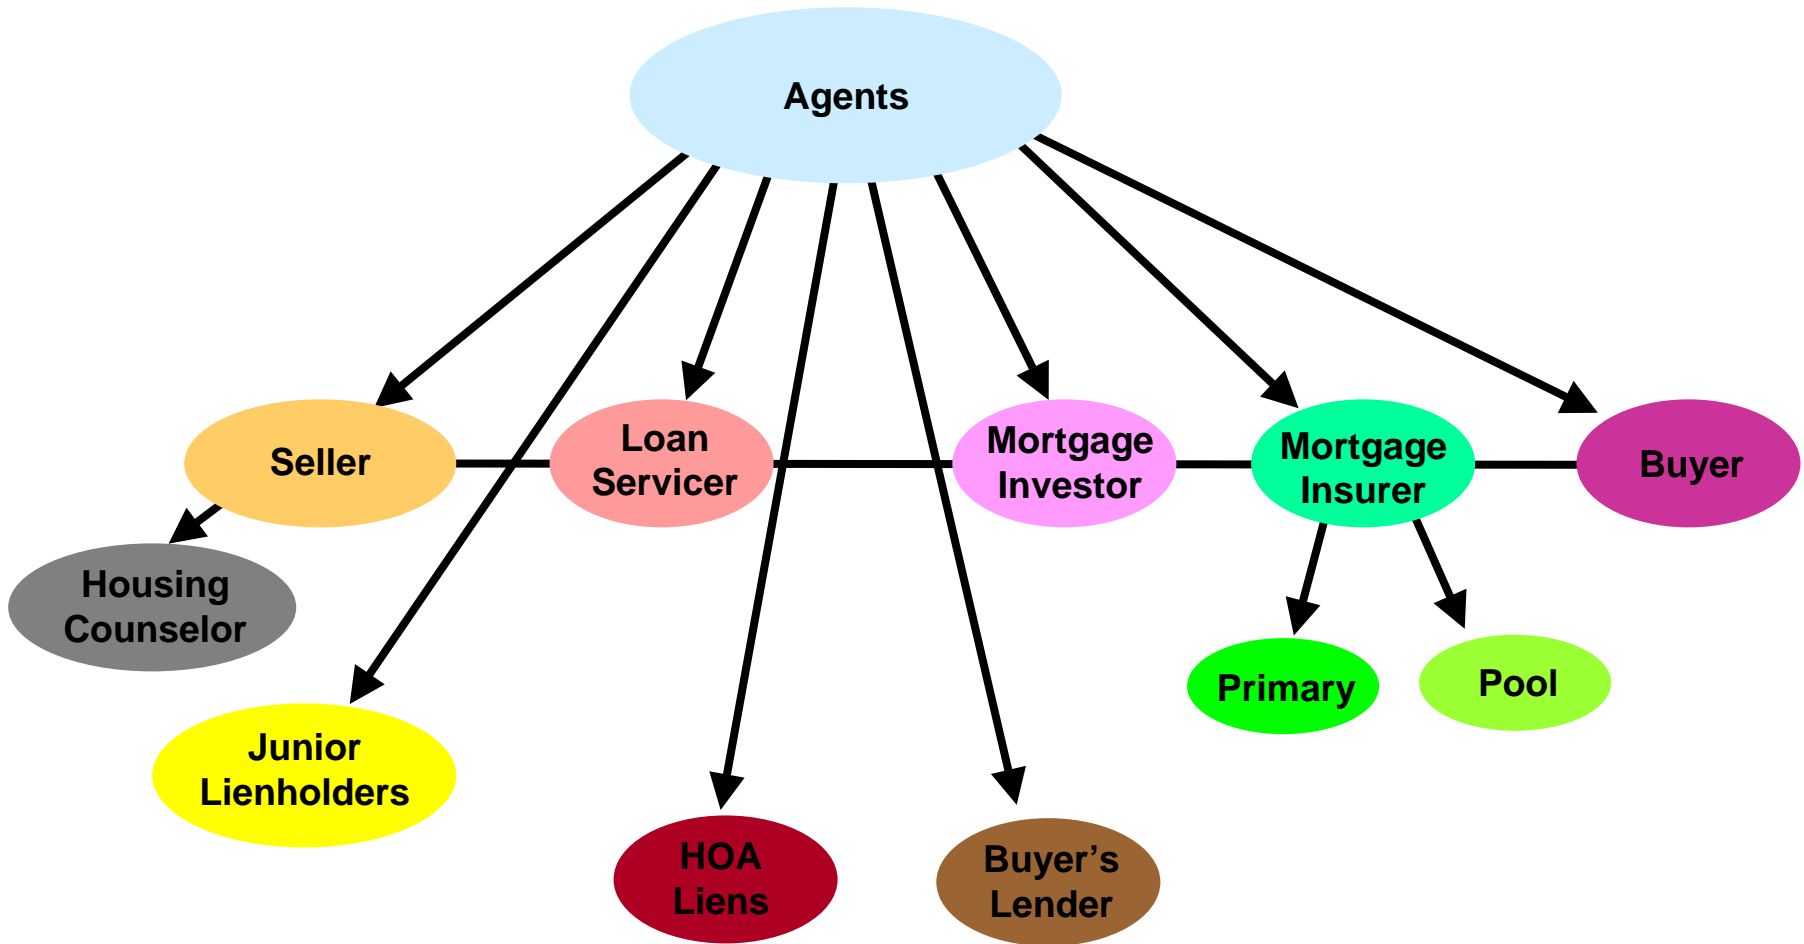 Agents
Seller
Loan
Servicer
Mortgage
Investor
Mortgage
Insurer
Buyer
Housing
Counselor
Primary
Pool
Junior
Lienholders
HOA
Liens
Buyer’s
Lender